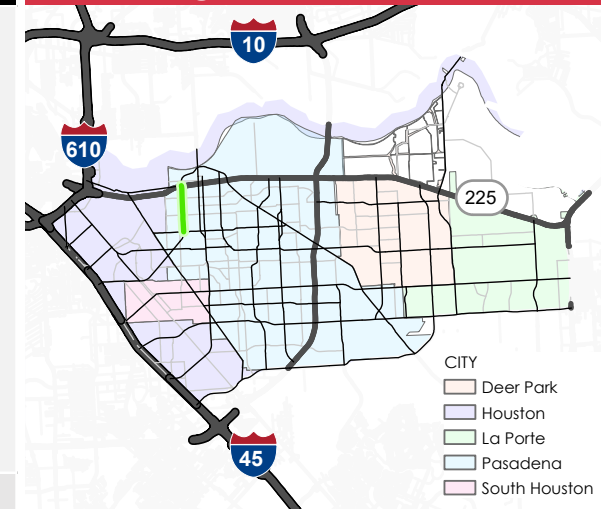 10
610
225
CITY
Deer Park
Houston
La Porte
Pasadena
South Houston
45